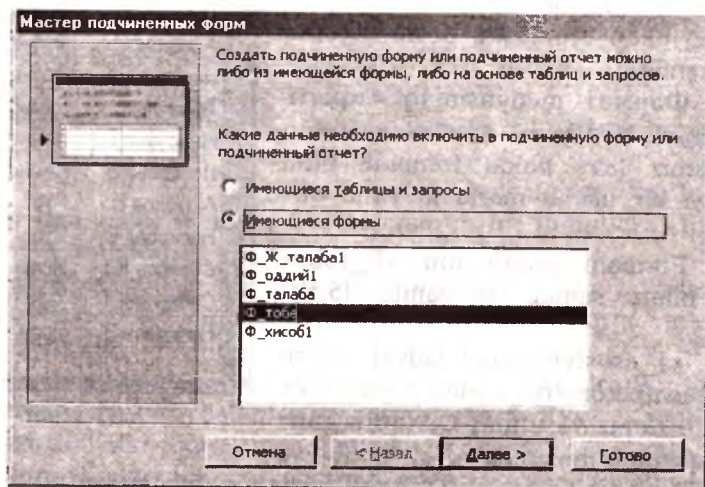 Мастер подчиненных форм
Создать подчиненную форму или подчиненный отчет можно
либо из имеющейся формы, либо на основе таблиц и запросов.
Какие данные необходимо включить в подчиненную форму или
подчиненный отчет?
Имеющиеся таблицы и запросы
Имеющиеся формы
Ф_Ж_талаба1
Ф_оддий1
Ф_талаба
Ф_тобе
Ф_хисоб1
Отмена
< Назад
Далее >
Готово